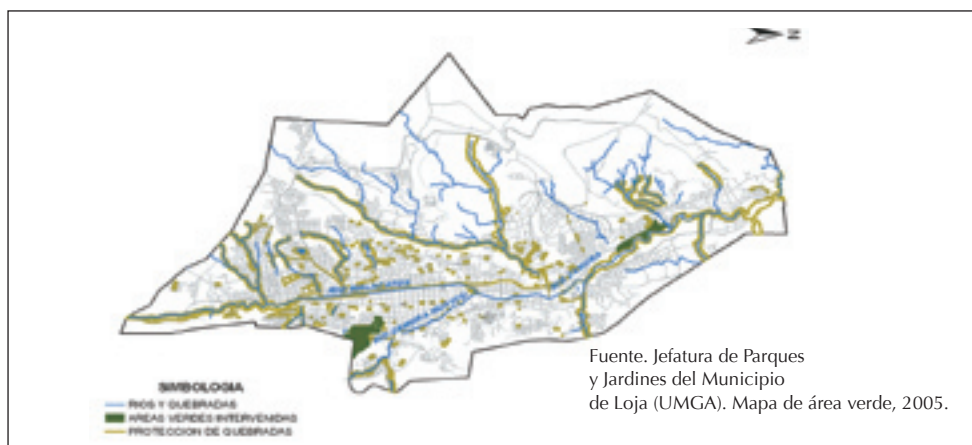 N
Fuente. Jefatura de Parques
y Jardines del Municipio
de Loja (UMGA). Mapa de área verde, 2005.
SIMBOLOGIA
RIOS Y QUEBRADAS
AREAS VERDES INTERVENIDAS
PROTECCION DE QUEBRADAS